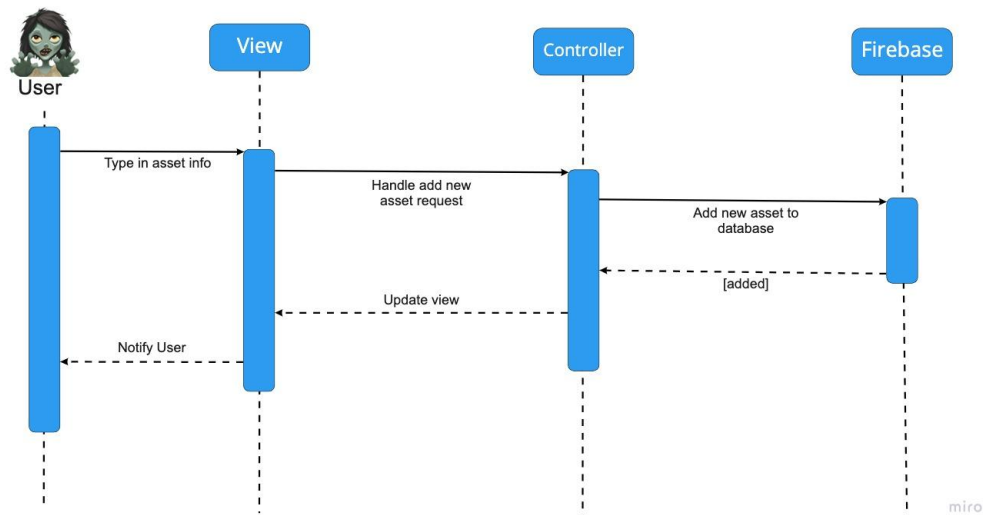 User
View
Controller
Firebase
Type in asset info
Handle add new
asset request
Add new asset to
database
[added]
Update view
Notify User
miro